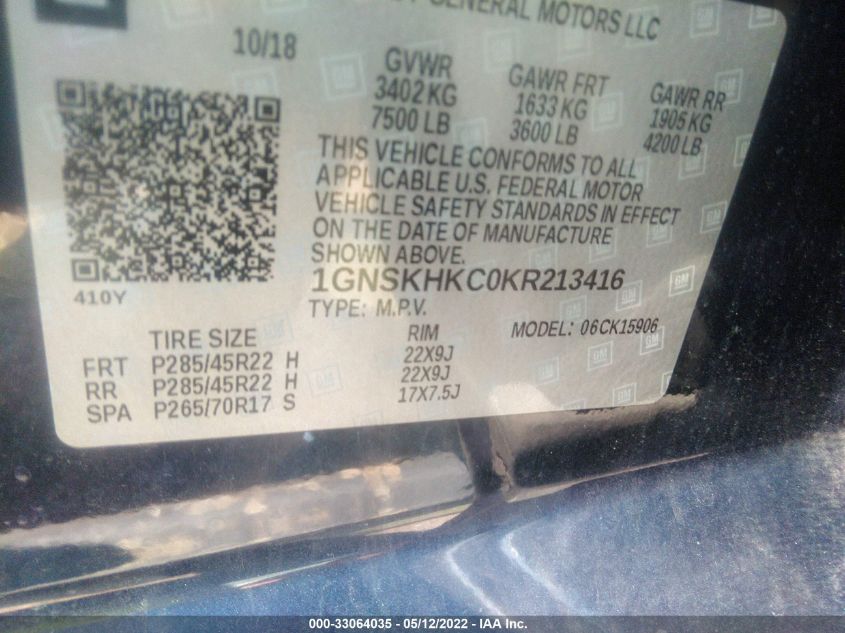 GENERAL MOTORS LLC
10/18 GVWR GAWR FRT GAWR RR
3402 KG 1633 KG 1905 KG
7500 LB 3600 LB 4200 LB
THIS VEHICLE CONFORMS TO ALL
APPLICABLE U.S. FEDERAL MOTOR
VEHICLE SAFETY STANDARDS IN EFFECT
ON THE DATE OF MANUFACTURE
SHOWN ABOVE.
410Y
1GNSKHKC0KR213416
TYPE: M.P.V.
MODEL: 06CK15906
TIRE SIZE RIM
FRT P285/45R22 H 22X9J
RR P285/45R22 H 22X9J
SPA P265/70R17 S 17X7.5J
000-33064035 - 05/12/2022 - IAA Inc.